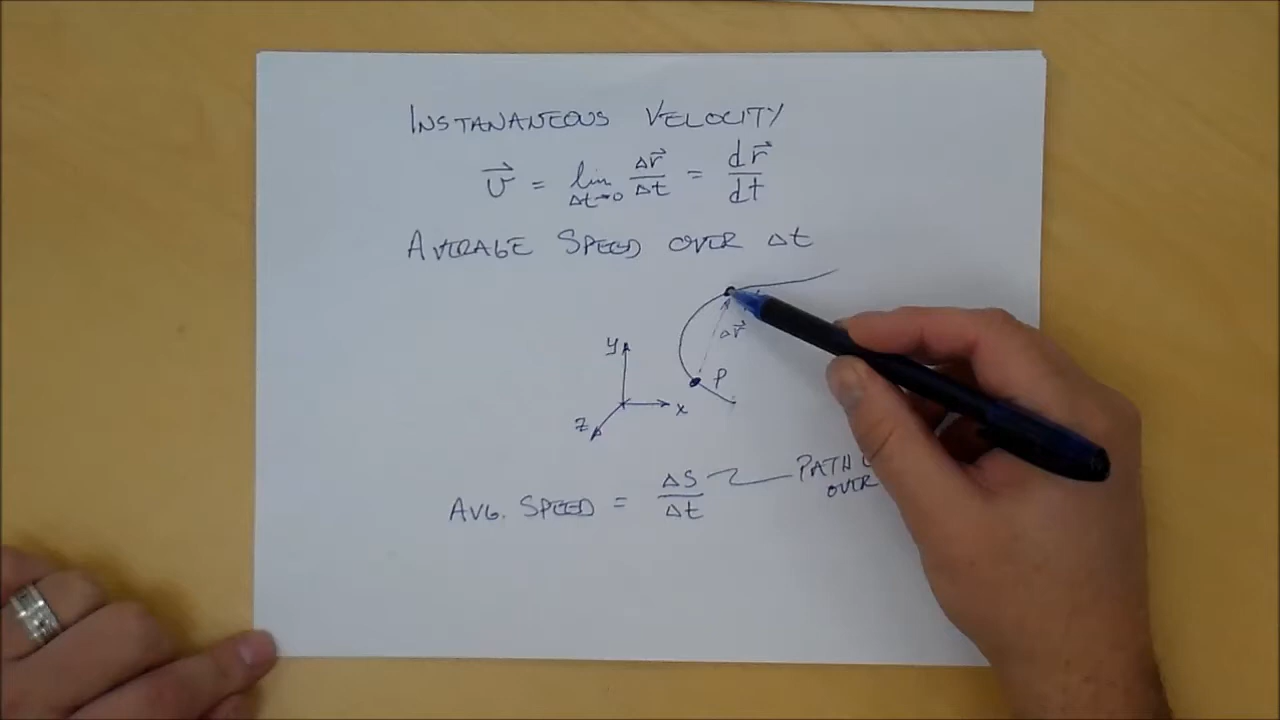 INSTANANEOUS VELOCITY
v⃗ = lim Δt→0 Δr⃗/Δt = dr⃗/dt
AVERAGE SPEED OVER Δt
Δr⃗
y
P
x
z
AVG. SPEED = Δs/Δt
PATH
OVER